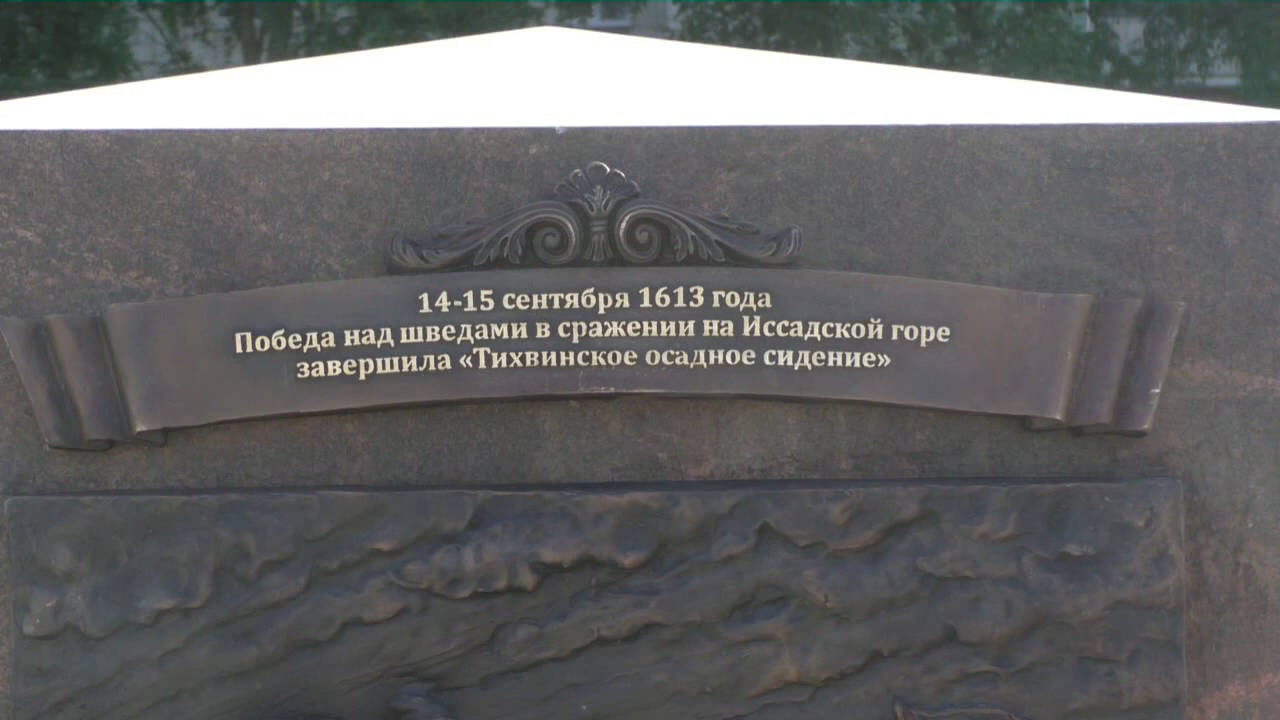 14-15 сентября 1613 года
Победа над шведами в сражении на Иссадской горе
завершила «Тихвинское осадное сидение»